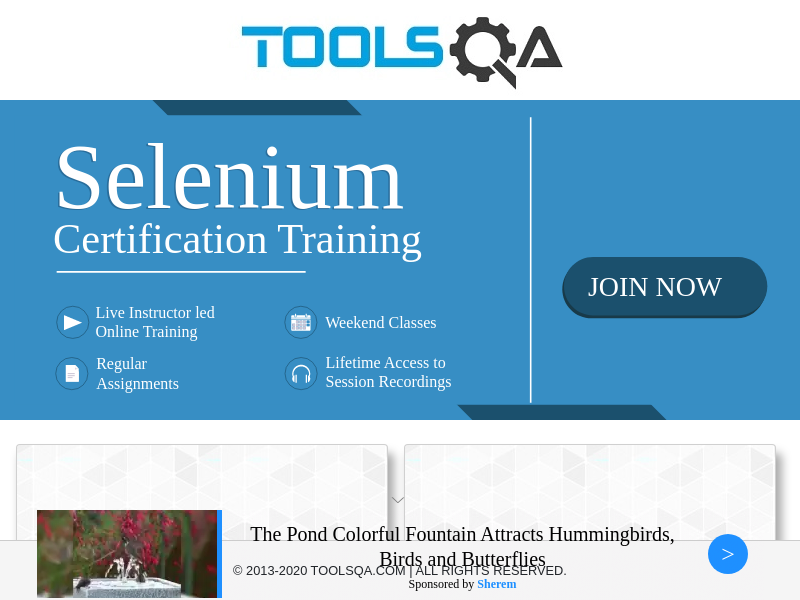 TOOLSQA
Selenium
Certification Training
JOIN NOW
Live Instructor led
Online Training
Weekend Classes
Regular
Assignments
Lifetime Access to
Session Recordings
The Pond Colorful Fountain Attracts Hummingbirds,
Birds and Butterflies
© 2013-2020 TOOLSQA.COM | ALL RIGHTS RESERVED.
Sponsored by Sherem
>